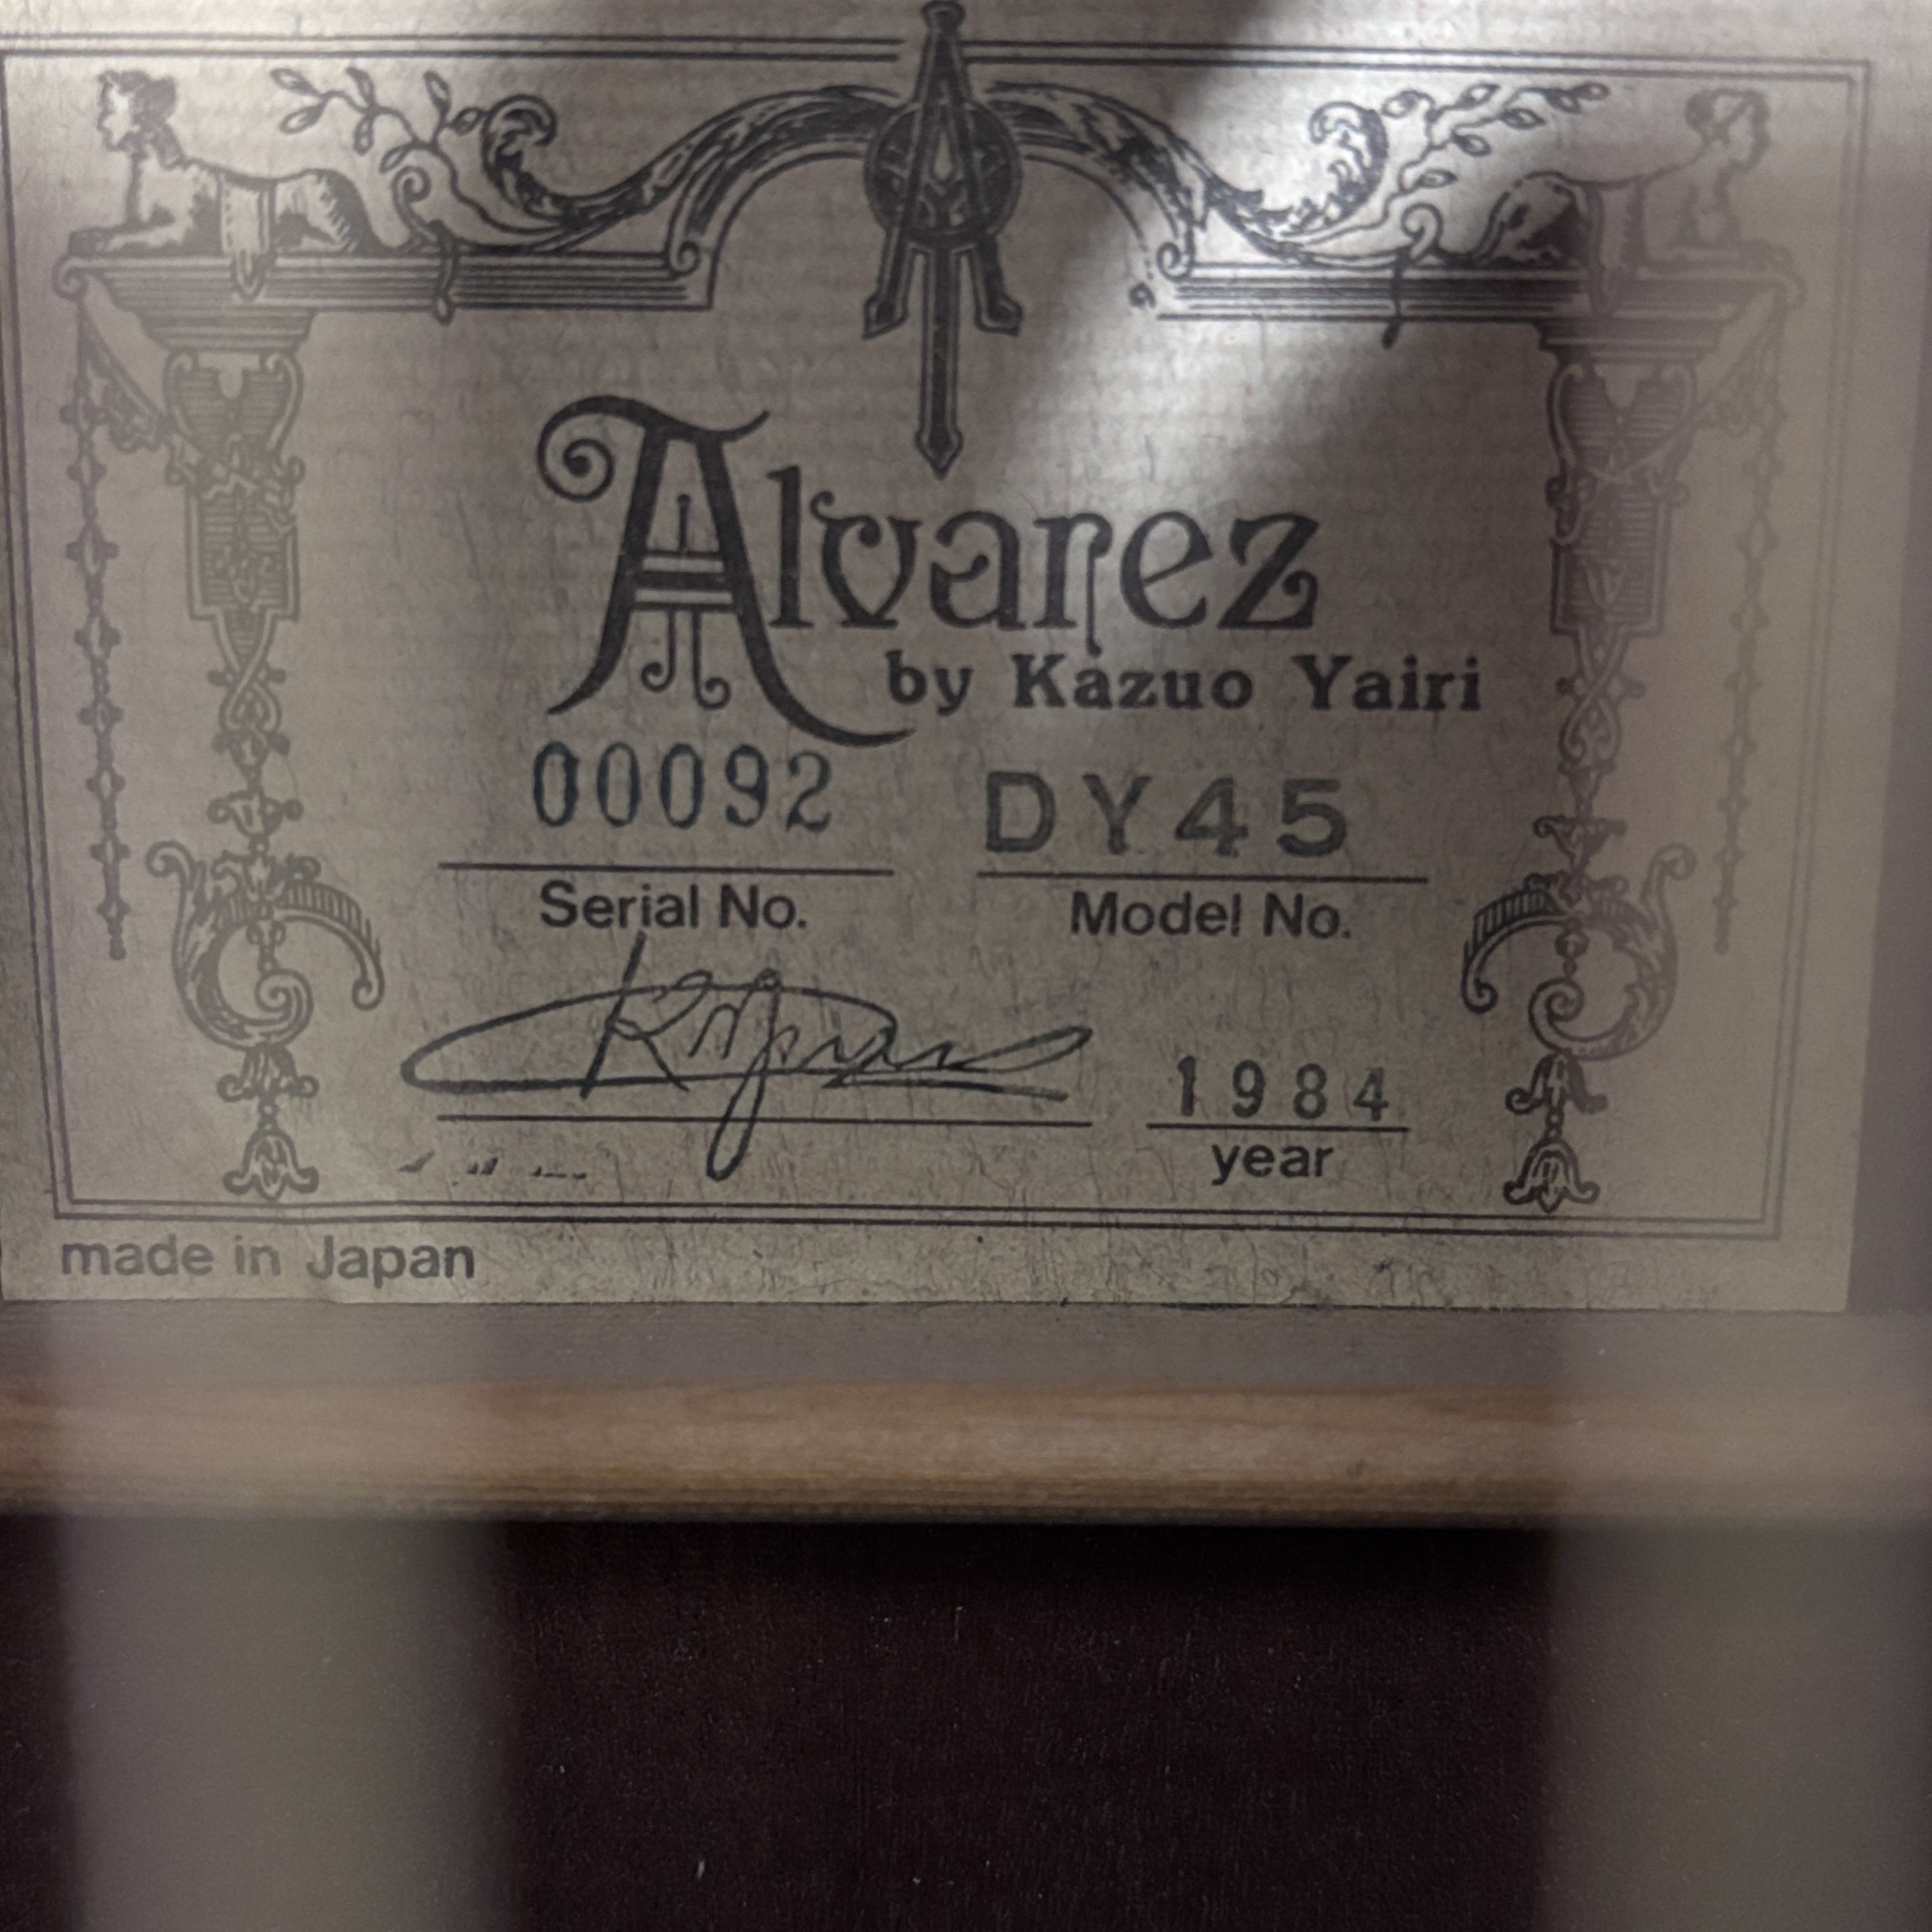 Alvarez
by Kazuo Yairi
00092 DY45
Serial No. Model No.
1984
year
made in Japan